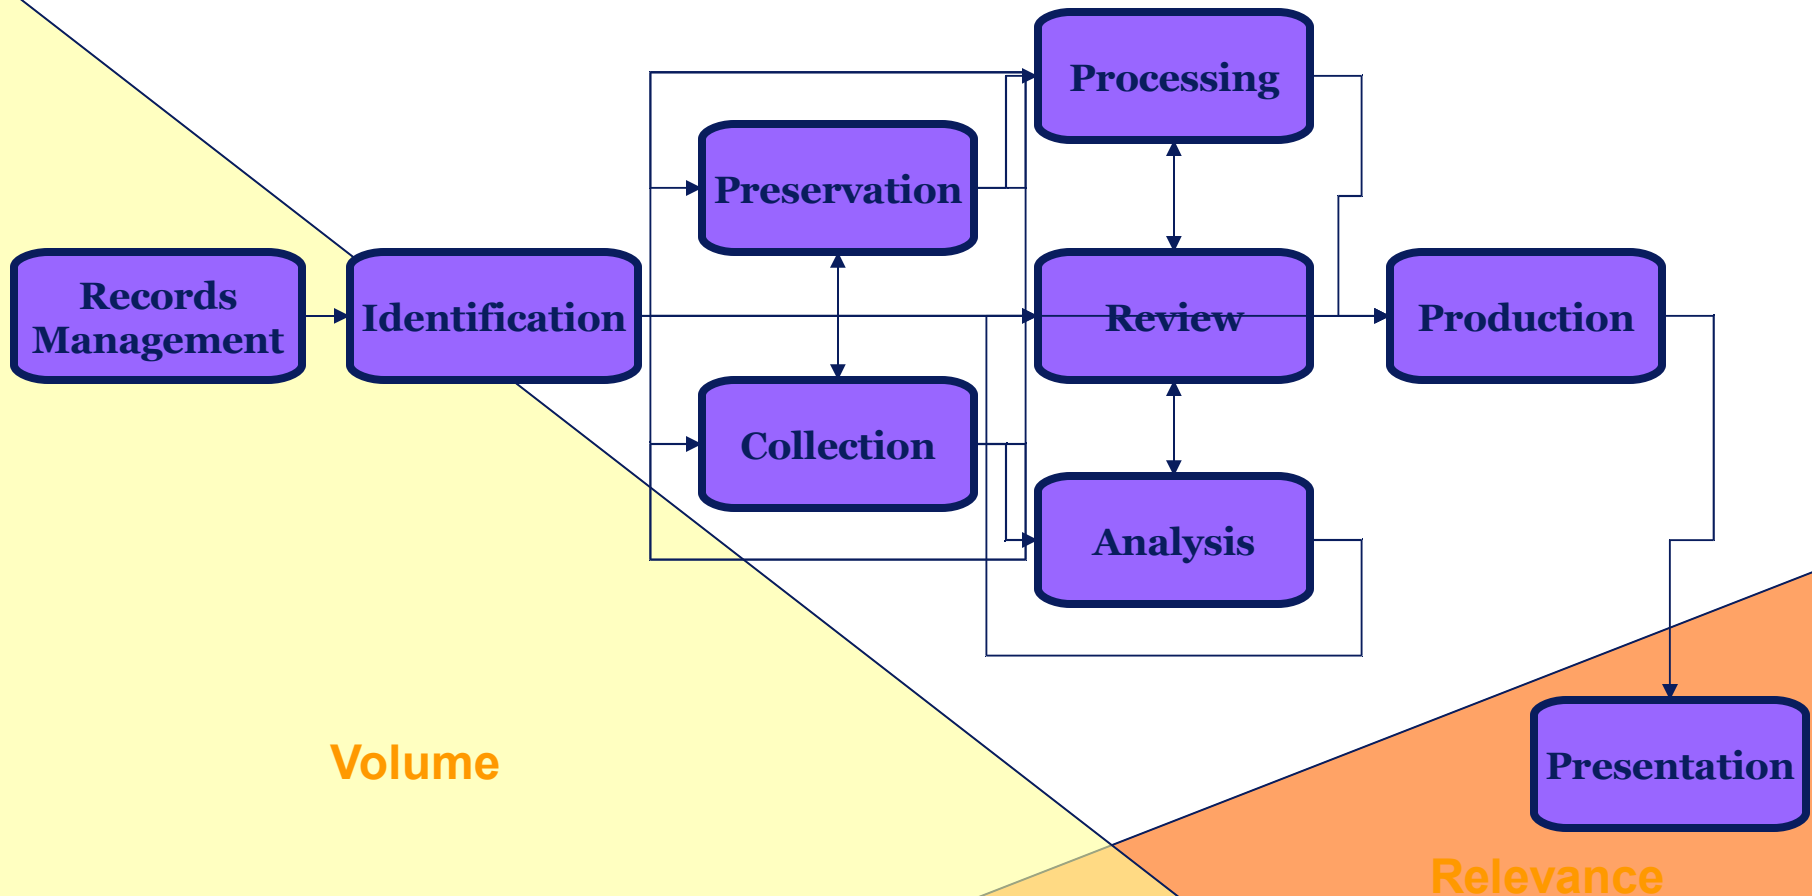 Processing
Preservation
Records
Management
Identification
Review
Production
Collection
Analysis
Volume
Presentation
Relevance